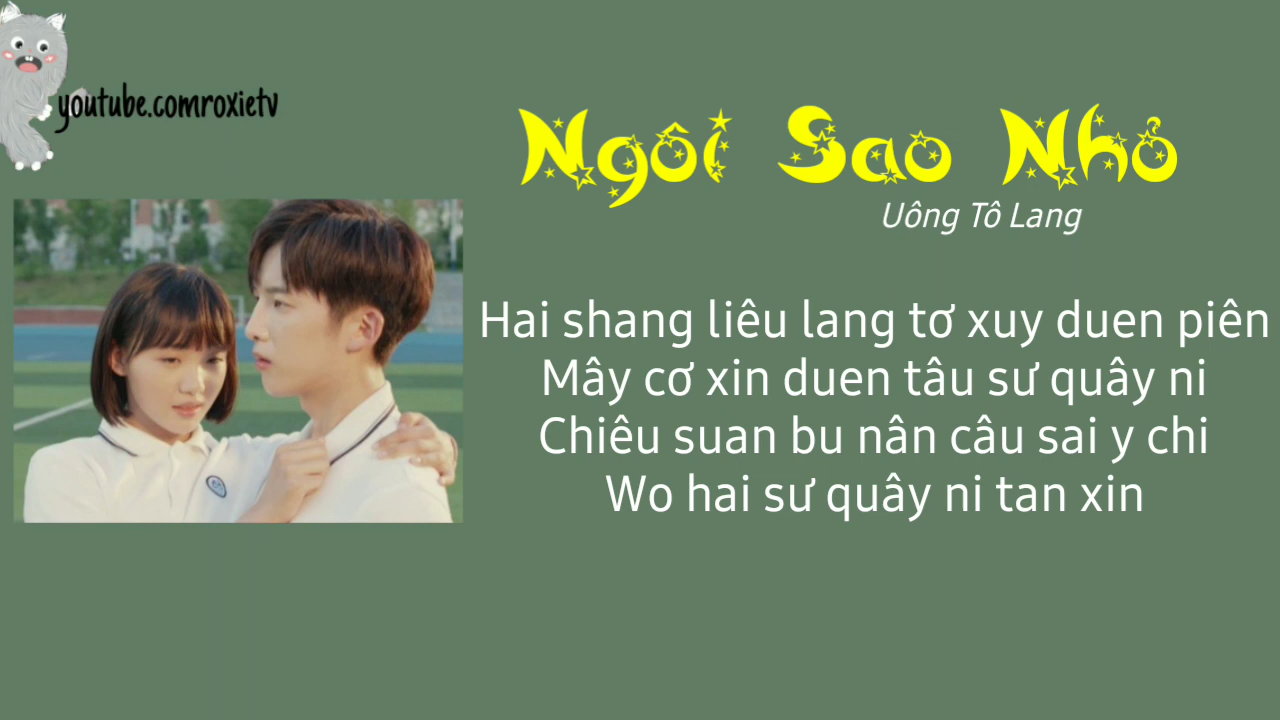 youtube.comroxietv
Ngôi Sao Nhỏ
Uông Tô Lang
Hai shang liêu lang tơ xuy duen piên
Mây cơ xin duen tâu sư quây ni
Chiêu suan bu nân câu sai y chi
Wo hai sư quây ni tan xin